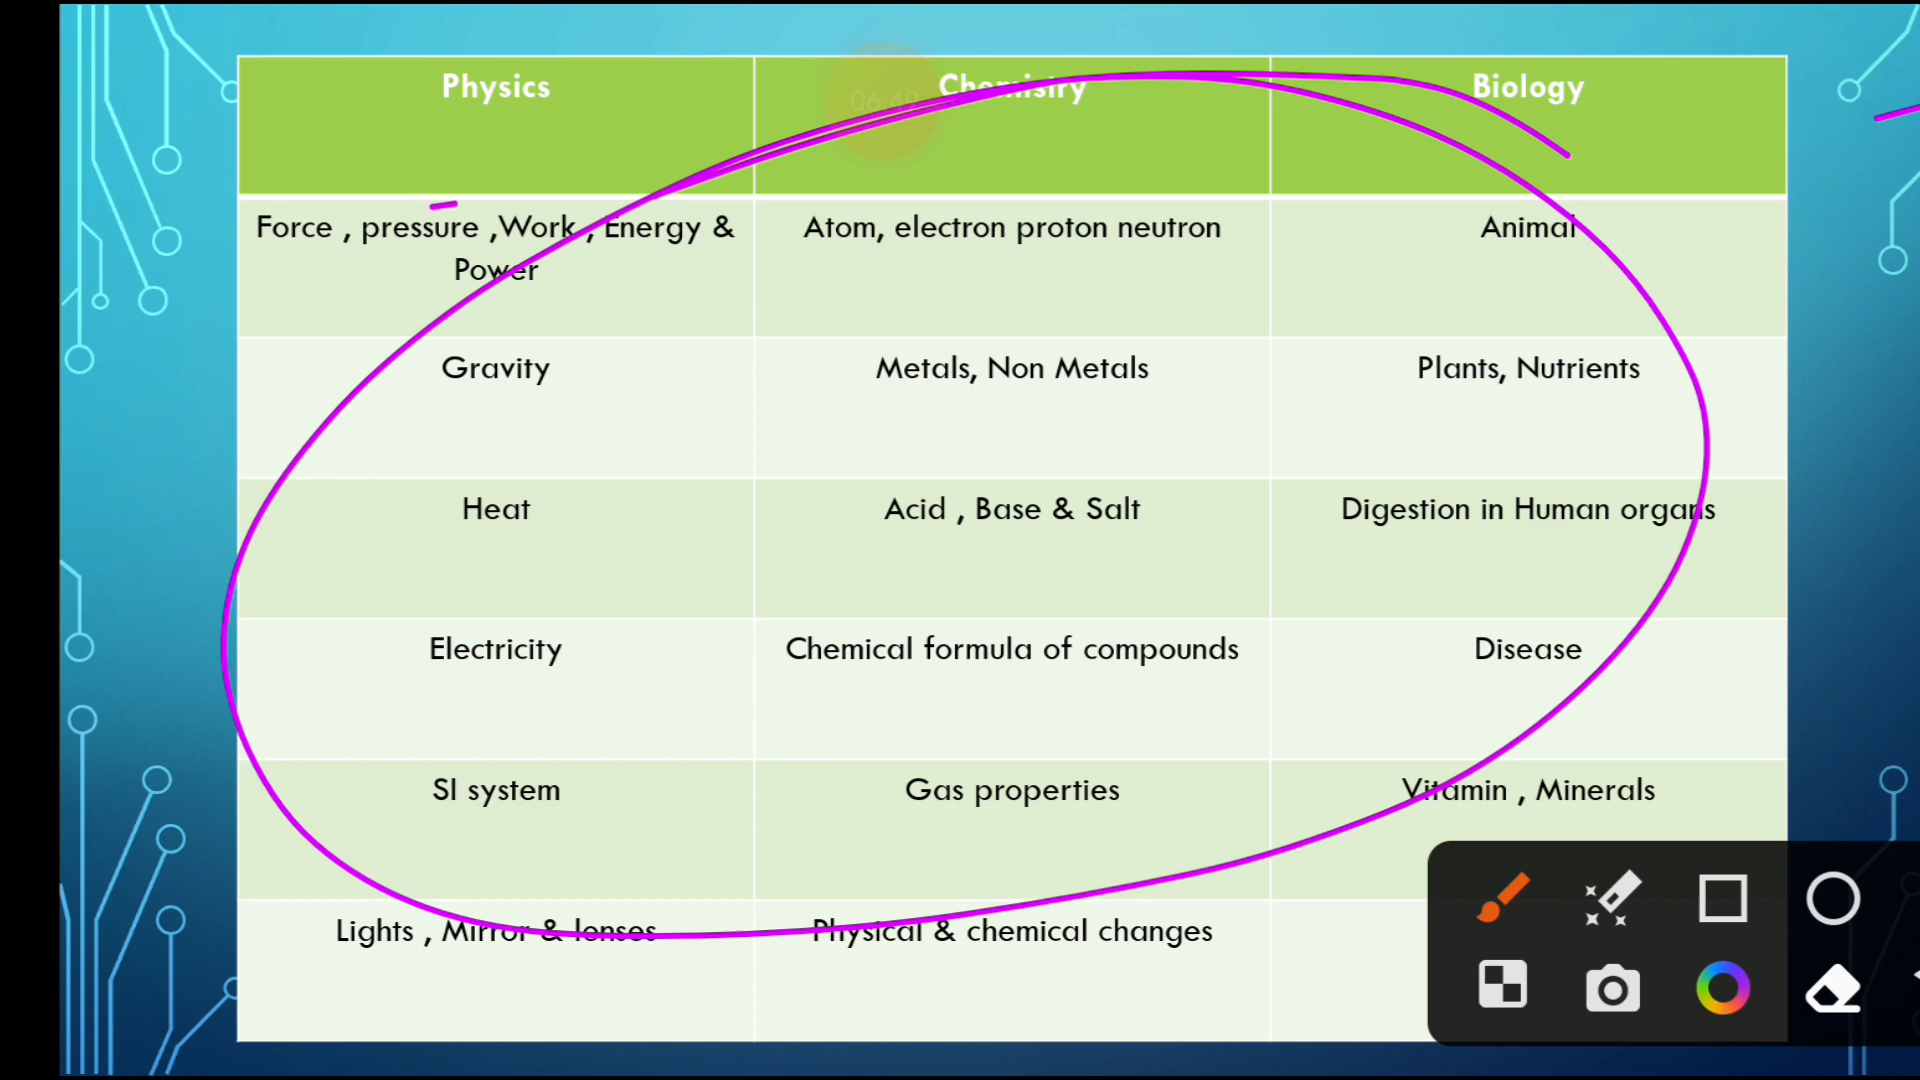 Physics
Chemistry
Biology
06:49
Force , pressure ,Work , Energy &
Power
Atom, electron proton neutron
Animal
Gravity
Metals, Non Metals
Plants, Nutrients
Heat
Acid , Base & Salt
Digestion in Human organs
Electricity
Chemical formula of compounds
Disease
SI system
Gas properties
Vitamin , Minerals
Lights , Mirror & lenses
Physical & chemical changes